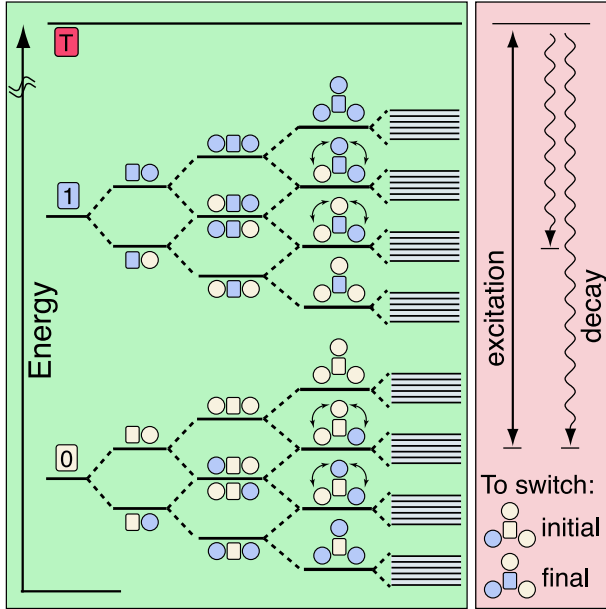 T
1
0
Energy
excitation
decay
To switch:
initial
final